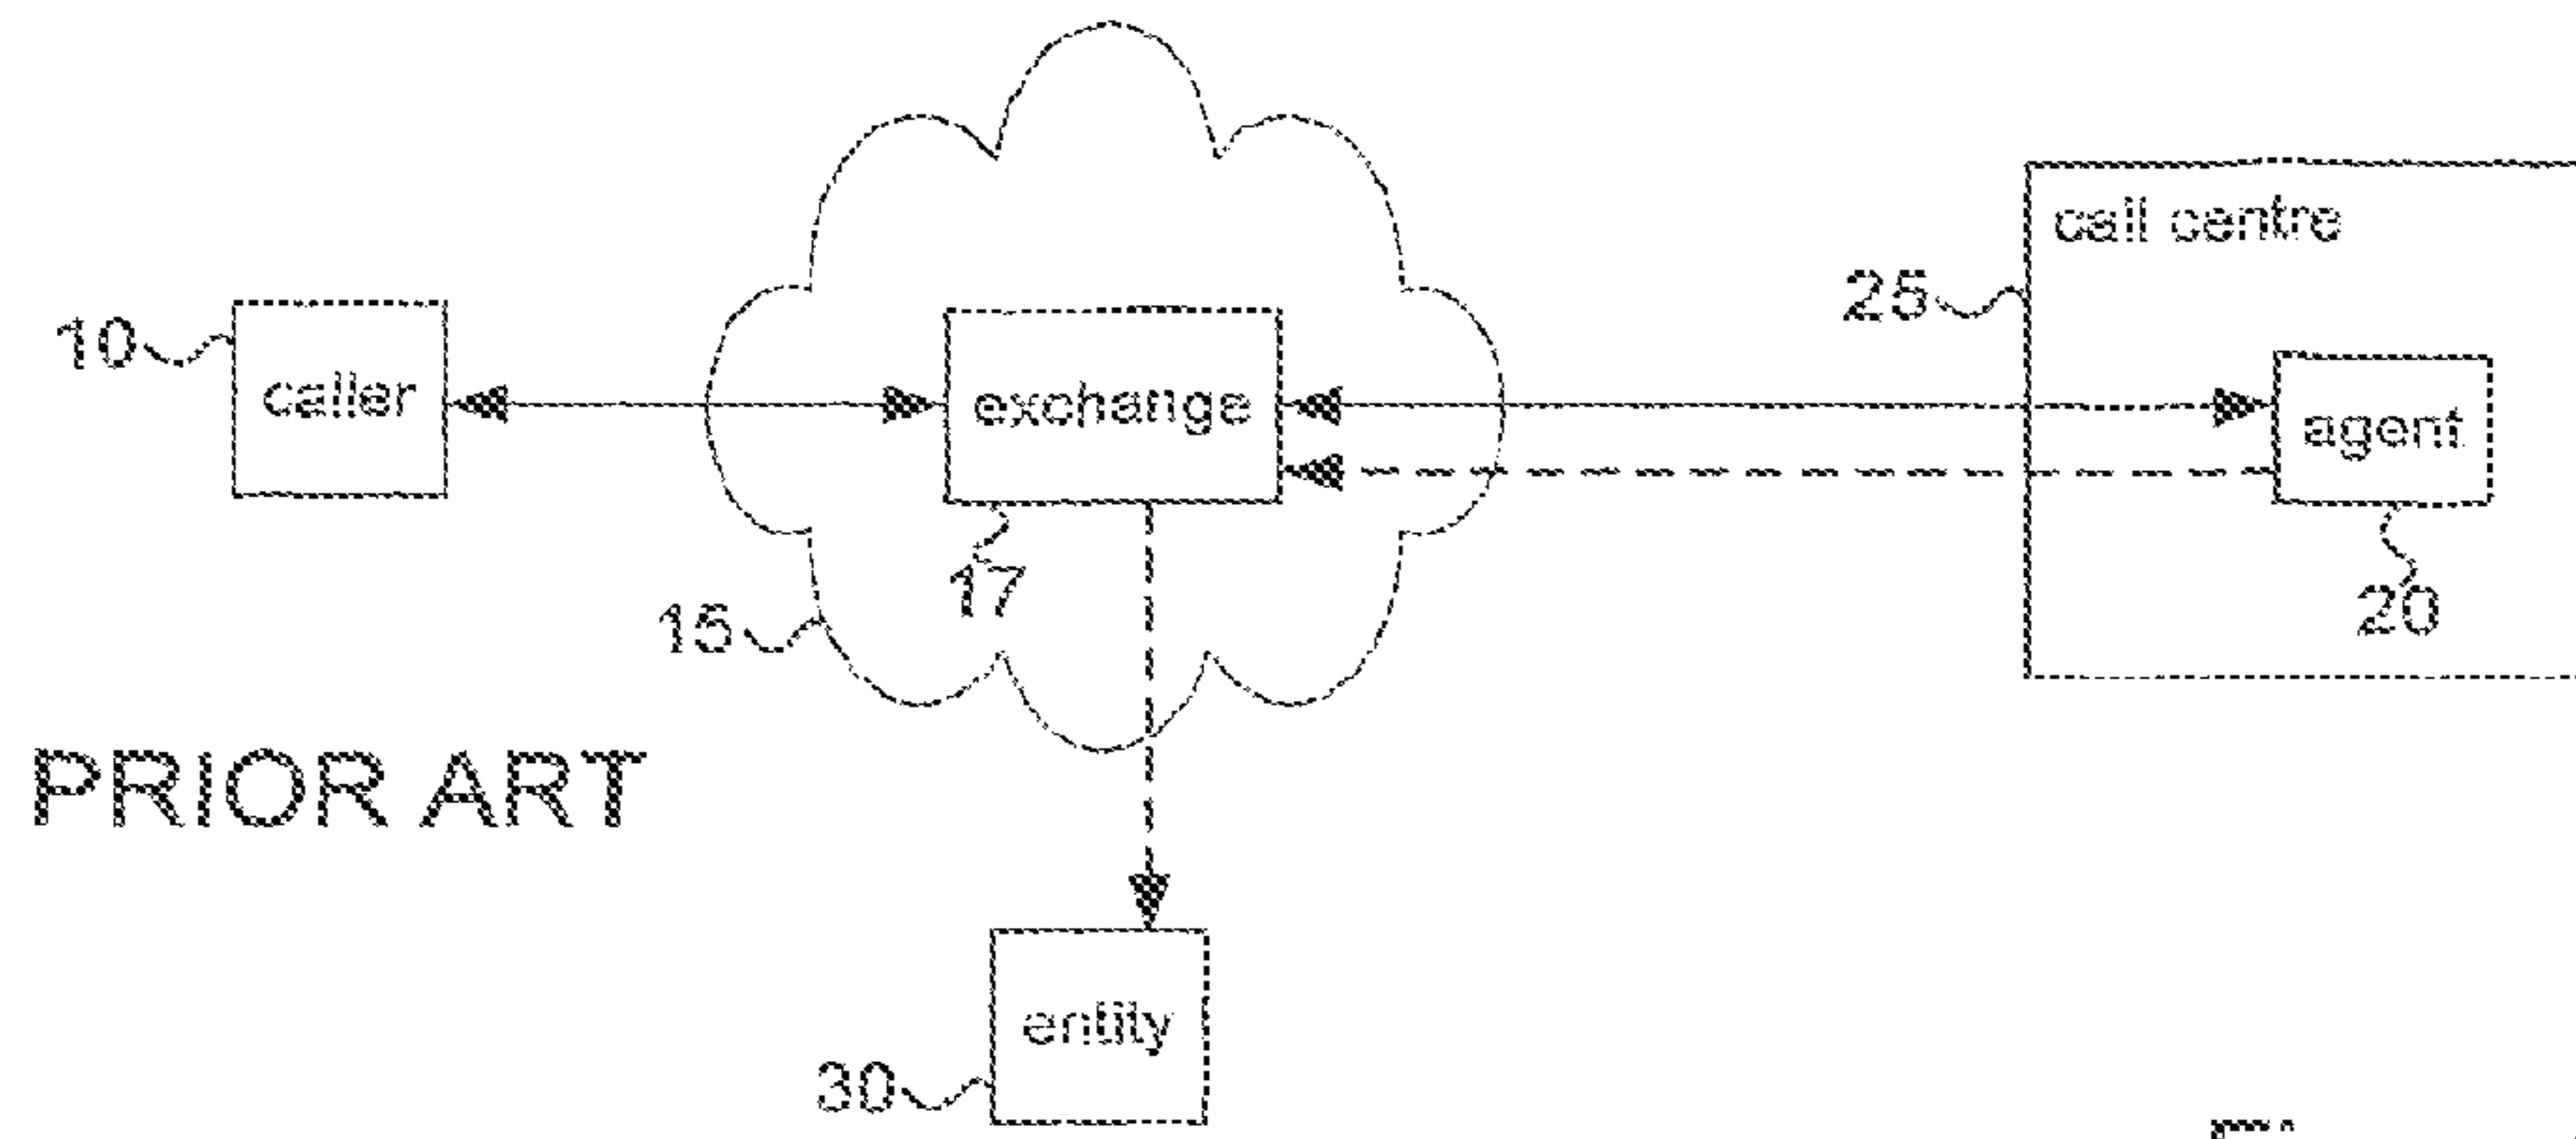 call centre
25
10
caller
exchange
agent
17
15
20
PRIOR ART
entity
30